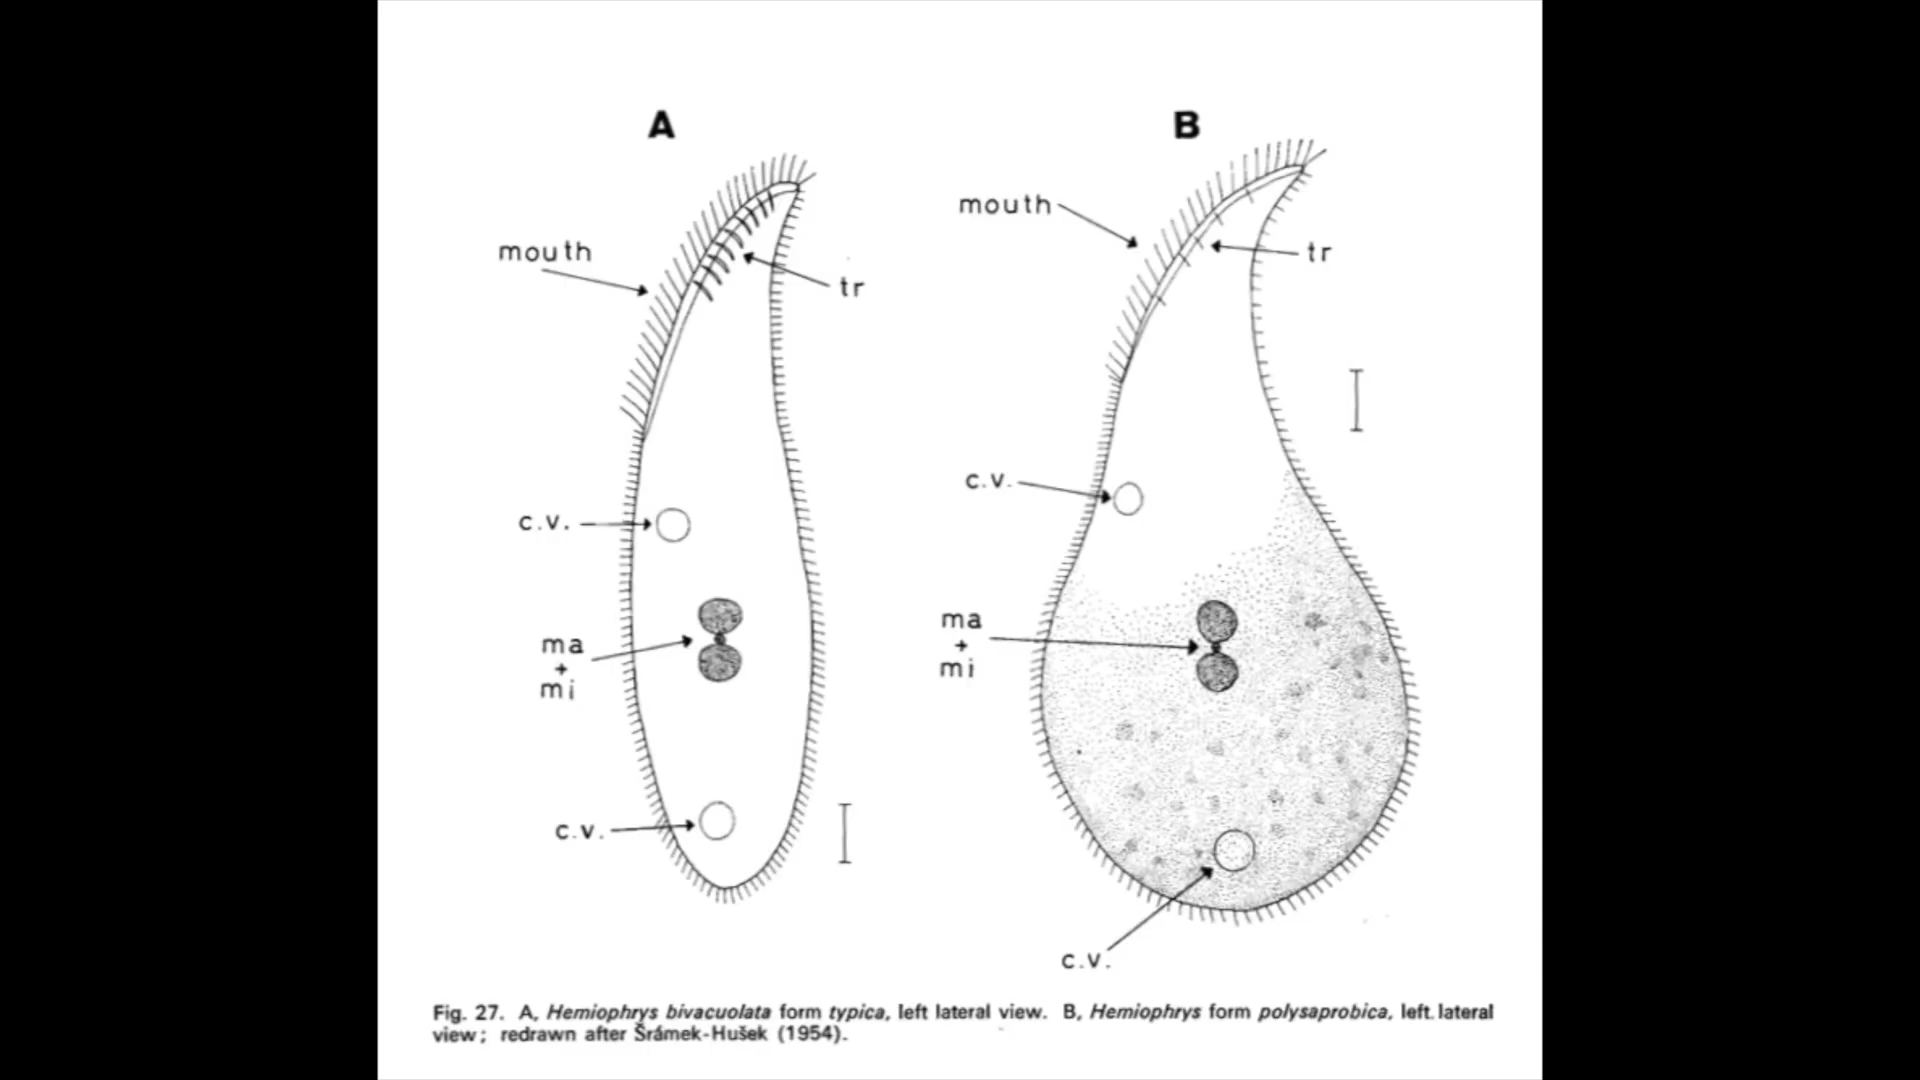 A
B
mouth
mouth
tr
tr
c.v.
c.v.
ma
+
mi
ma
+
mi
c.v.
c.v.
Fig. 27. A, Hemiophrys bivacuolata form typica, left lateral view. B, Hemiophrys form polysaprobica, left lateral
view; redrawn after Šrámek-Hušek (1954).